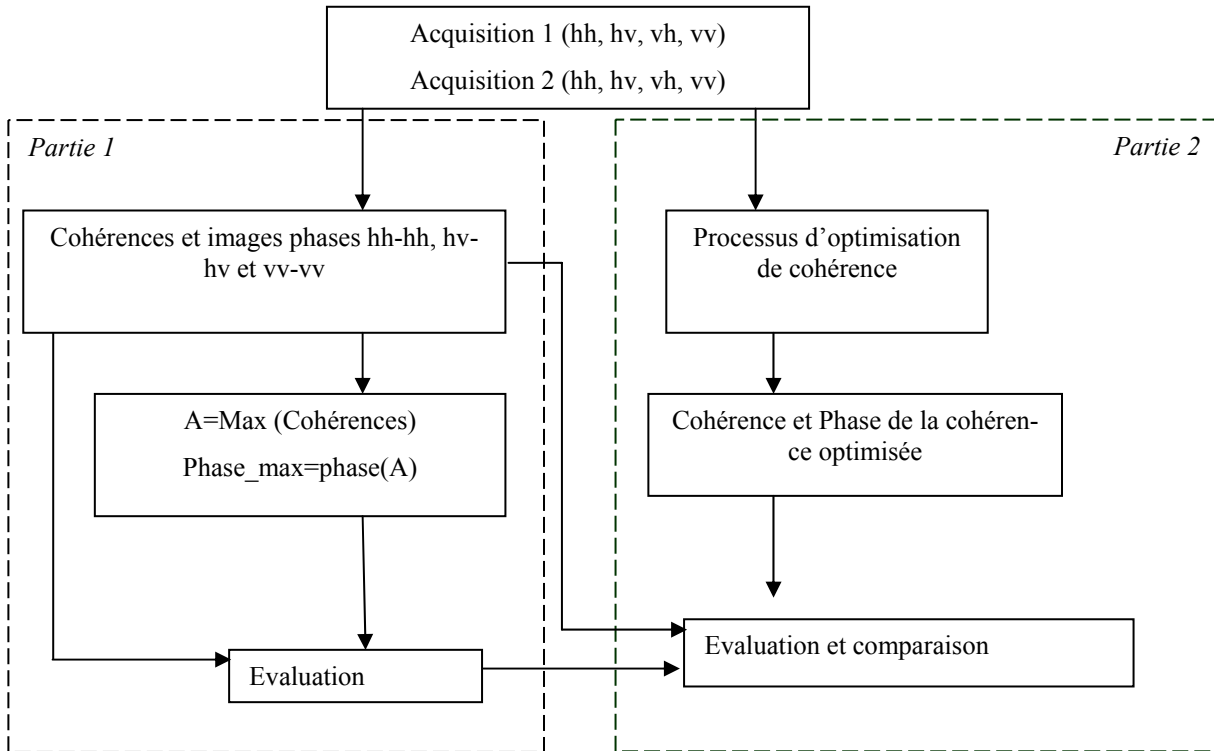 Acquisition 1 (hh, hv, vh, vv)
Acquisition 2 (hh, hv, vh, vv)
Partie 1
Partie 2
Cohérences et images phases hh-hh, hv-
hv et vv-vv
Processus d’optimisation
de cohérence
A=Max (Cohérences)
Phase_max=phase(A)
Cohérence et Phase de la cohéren-
ce optimisée
Evaluation
Evaluation et comparaison